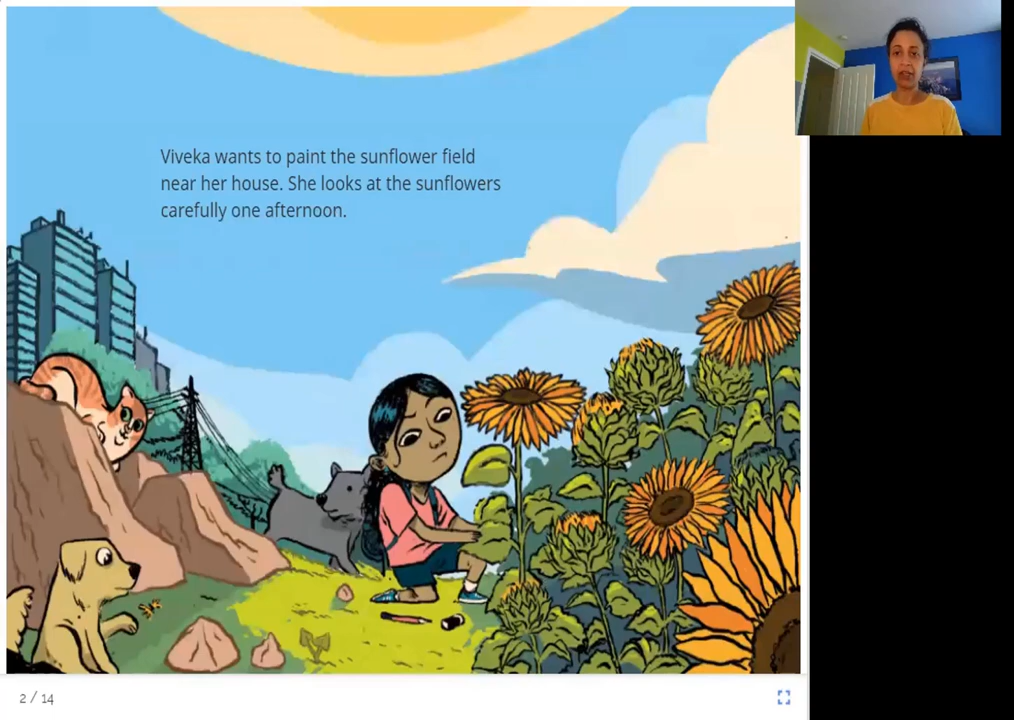 Viveka wants to paint the sunflower field
near her house. She looks at the sunflowers
carefully one afternoon.
2 / 14